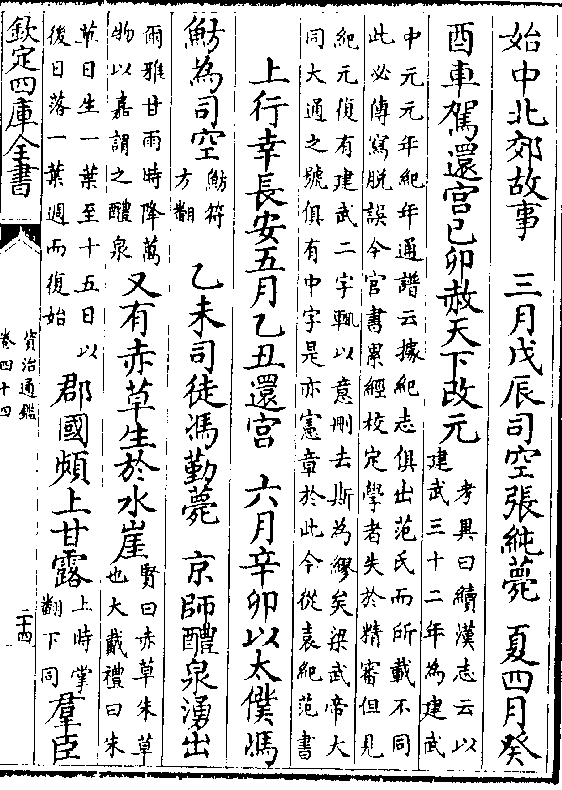 始中北郊故事　三月戊辰司空張純薨　夏四月癸
酉車駕還宮己卯赦天下改元
考異曰續漢志云以
建武三十二年為建武
中元元年紀年通譜云據紀志俱出范氏而所載不同
此必傳寫脫誤今官書累經校定學者失於精審但見
紀元復有建武二字輒以意刪去斯為繆矣梁武帝大
同大通之號俱有中字是亦憲章於此今從袁紀范書
上行幸長安五月乙丑還宮　六月辛卯以太僕馮
魴為司空
魴符
方翻
乙未司徒馮勤薨　京師醴泉湧出
爾雅甘雨時降萬
物以嘉謂之醴泉
又有赤草生於水崖
賢曰赤草朱草
也大戴禮曰朱
草日生一葉至十五日以
後日落一葉週而復始
郡國頻上甘露
上時掌
翻下同
羣臣
欽定四庫全書
資治通鑑
卷四十四
二十四